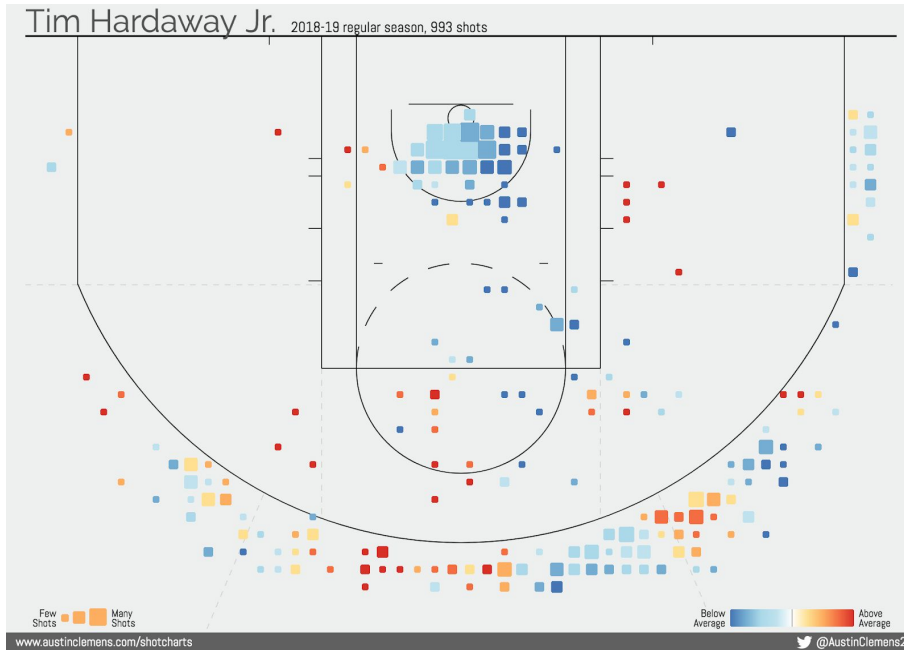 Tim Hardaway Jr. 2018-19 regular season, 993 shots
Few Shots
Many Shots
Below Average
Above Average
www.austinclemens.com/shotcharts
@AustinClemens2